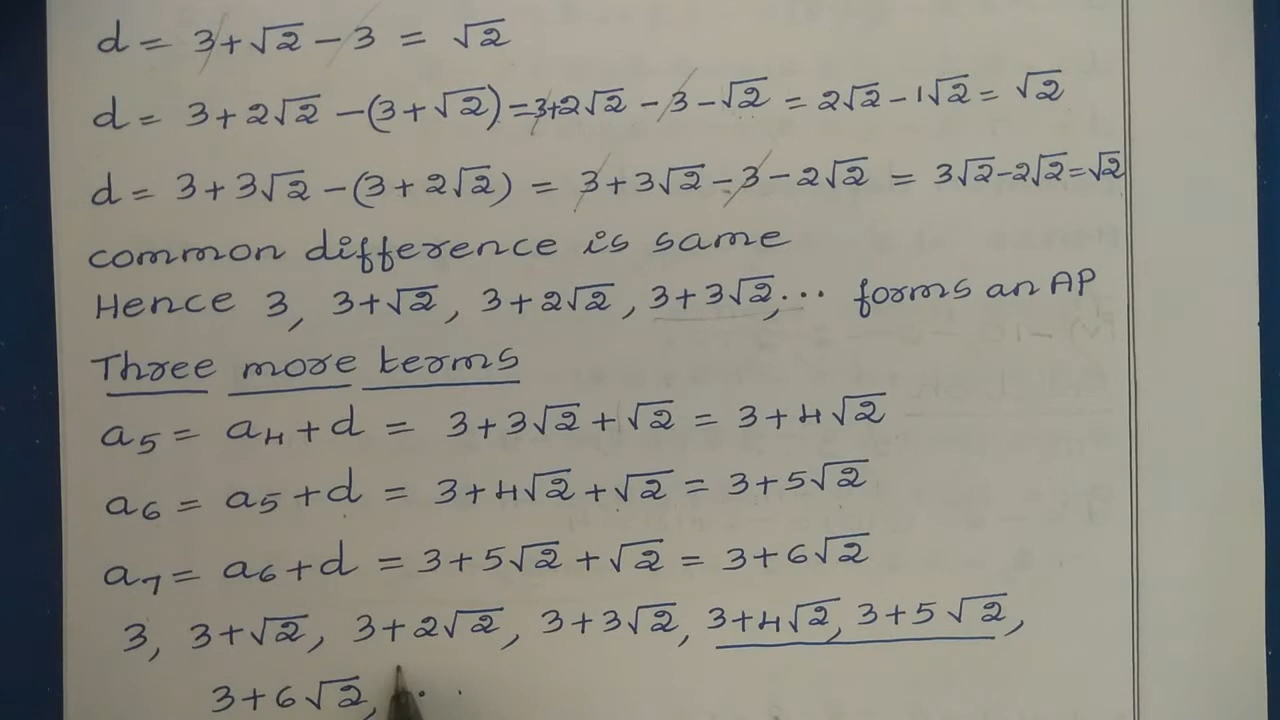 d = 3+√2 - 3 = √2
d = 3+2√2 -(3+√2) = 3+2√2 - 3 - √2 = 2√2 - 1√2 = √2
d = 3+3√2 -(3+2√2) = 3+3√2 - 3 - 2√2 = 3√2-2√2=√2
common difference is same
Hence 3, 3+√2, 3+2√2, 3+3√2,... forms an AP
Three more terms
a₅ = a₄+d = 3+3√2+√2 = 3+4√2
a₆ = a₅+d = 3+4√2+√2 = 3+5√2
a₇ = a₆+d = 3+5√2+√2 = 3+6√2
3, 3+√2, 3+2√2, 3+3√2, 3+4√2, 3+5√2,
3+6√2, ...